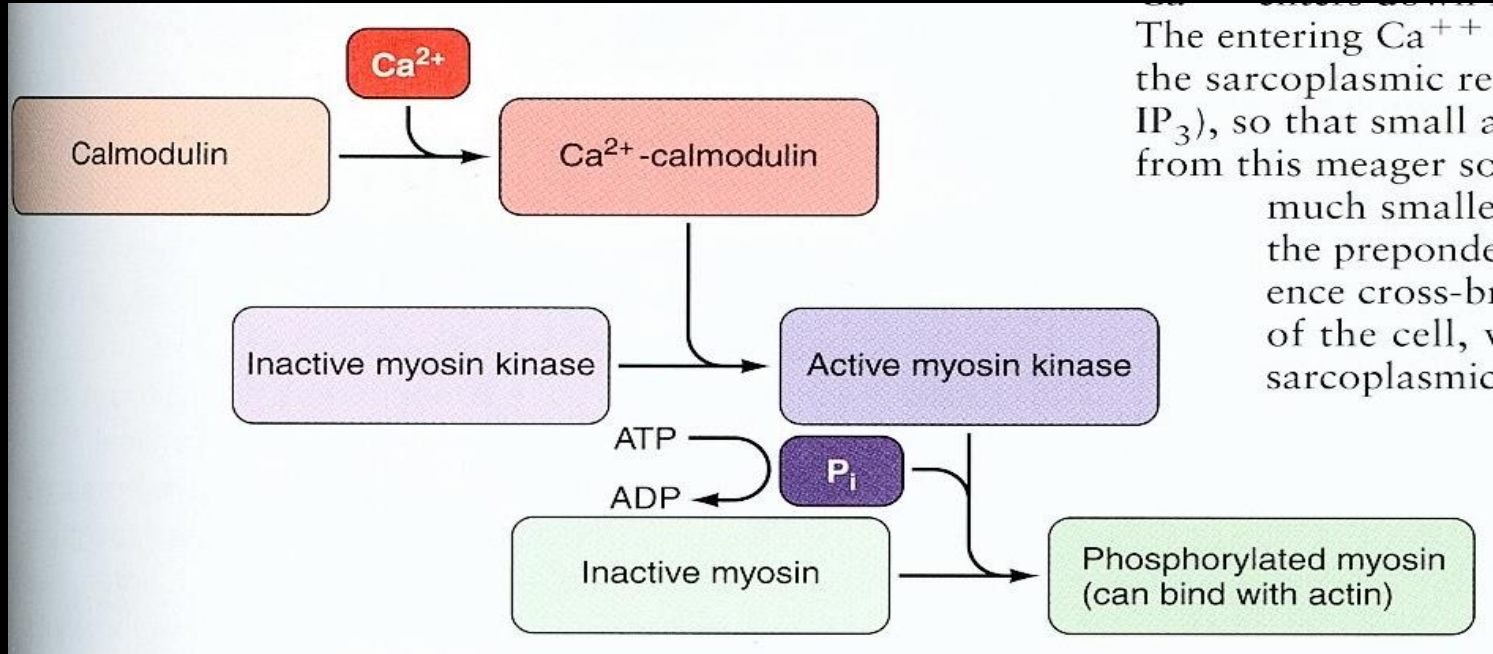 Ca²⁺
Calmodulin
Ca²⁺-calmodulin
Inactive myosin kinase
Active myosin kinase
ATP
ADP
Pᵢ
Inactive myosin
Phosphorylated myosin
(can bind with actin)
The entering Ca⁺⁺
the sarcoplasmic re
IP₃), so that small a
from this meager so
much smalle
the preponde
ence cross-br
of the cell, v
sarcoplasmic